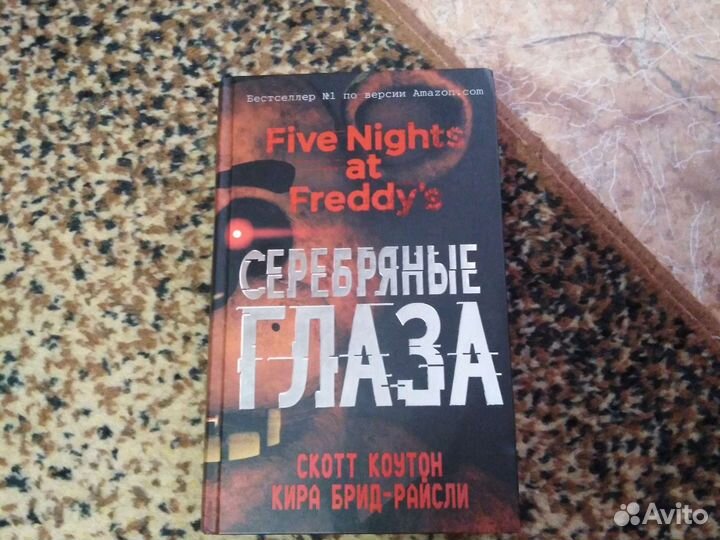 Бестселлер №1 по версии Amazon.com
Five Nights
at
Freddy's
СЕРЕБРЯНЫЕ
ГЛАЗА
СКОТТ КОУТОН
КИРА БРИД-РАЙСЛИ
Avito